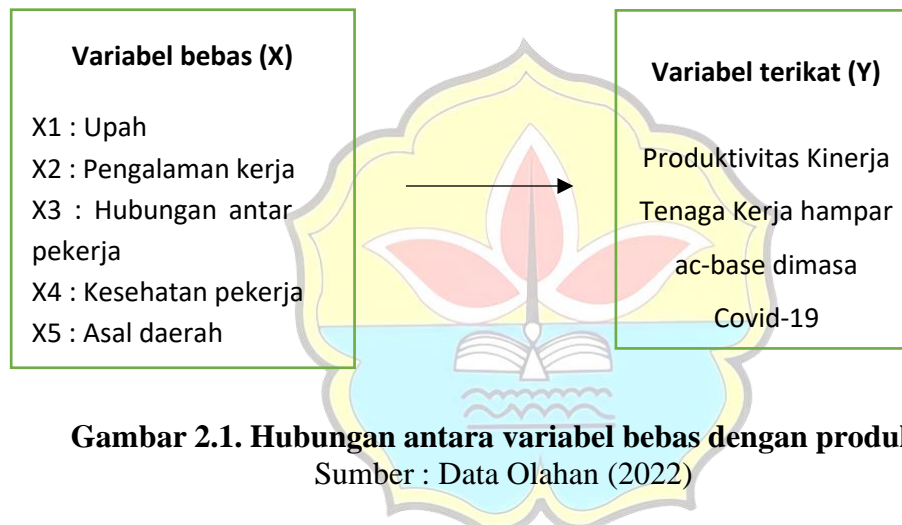 Variabel bebas (X)
X1 : Upah
X2 : Pengalaman kerja
X3 : Hubungan antar
pekerja
X4 : Kesehatan pekerja
X5 : Asal daerah
Variabel terikat (Y)
Produktivitas Kinerja
Tenaga Kerja hampar
ac-base dimasa
Covid-19
Gambar 2.1. Hubungan antara variabel bebas dengan produ
Sumber : Data Olahan (2022)